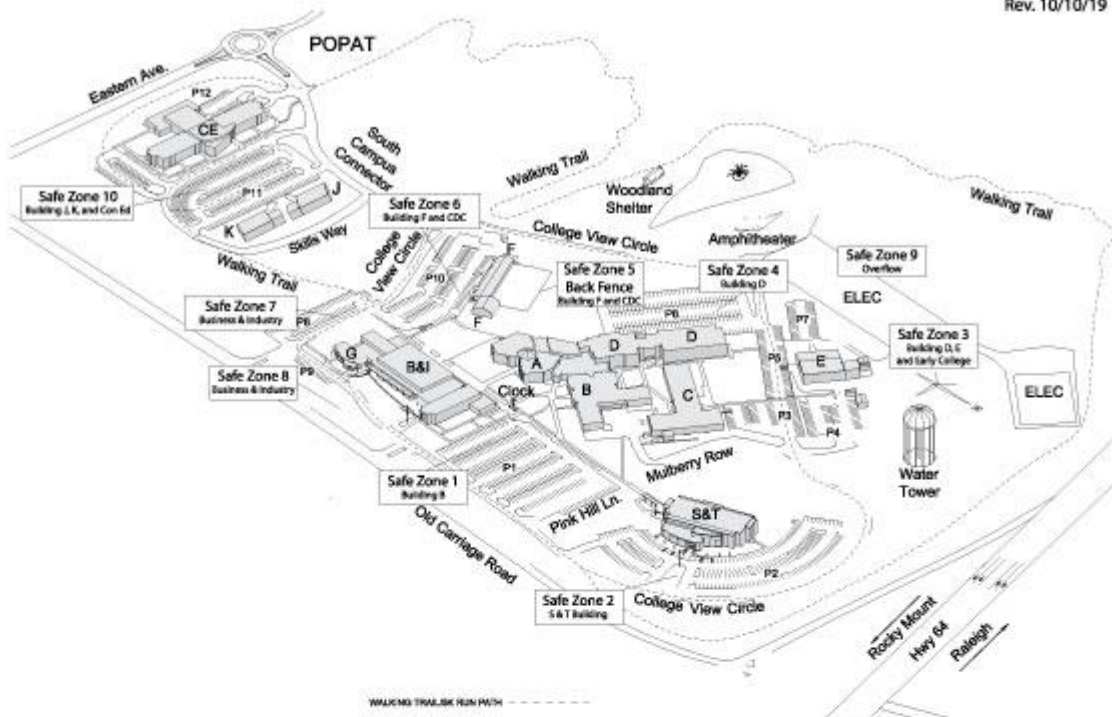 Rev. 10/10/19
POPAT
Eastern Ave.
P12
CE
South
Campus
Connector
Walking Trail
Woodland
Shelter
Walking Trail
P11
J
K
Safe Zone 10
Building J, K, and Con Ed
Skills Way
Safe Zone 6
Building F and CDC
College
View Circle
College View Circle
Amphitheater
Safe Zone 9
Overflow
Walking Trail
P10
F
F
Safe Zone 5
Back Fence
Building F and CDC
Safe Zone 4
Building D
ELEC
Safe Zone 7
Business & Industry
P8
P7
Safe Zone 3
Building D, E
and Early College
G
B&I
A
D
D
P5
E
P9
Safe Zone 8
Business & Industry
Clock
B
C
ELEC
P3
P4
P1
Mulberry Row
Water
Tower
Safe Zone 1
Building B
Pink Hill Ln.
S&T
Old Carriage Road
P2
Safe Zone 2
S & T Building
College View Circle
Rocky Mount
Hwy 64
Raleigh
WALKING TRAIL/5K RUN PATH